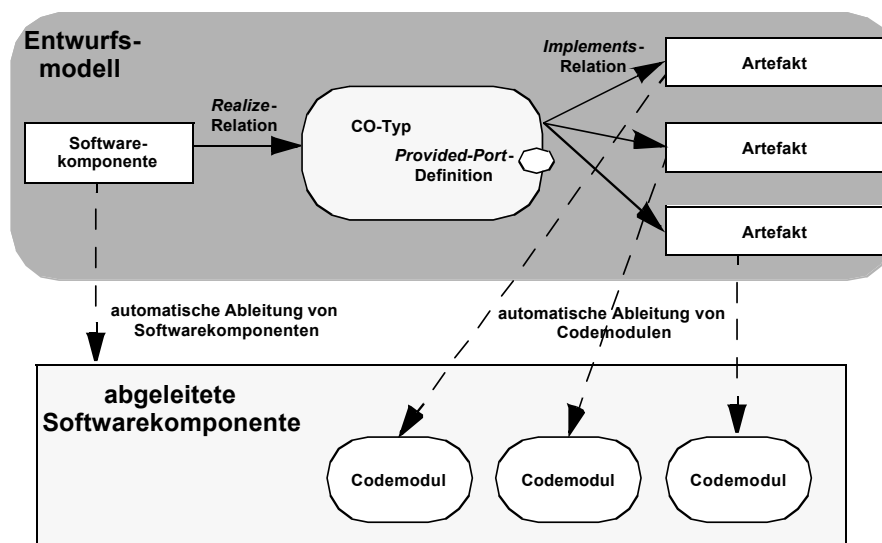 Entwurfs-
modell
Implements-
Relation
Artefakt
Realize-
Relation
CO-Typ
Software-
komponente
Provided-Port-
Definition
Artefakt
Artefakt
automatische Ableitung von
Softwarekomponenten
automatische Ableitung von
Codemodulen
abgeleitete
Softwarekomponente
Codemodul
Codemodul
Codemodul